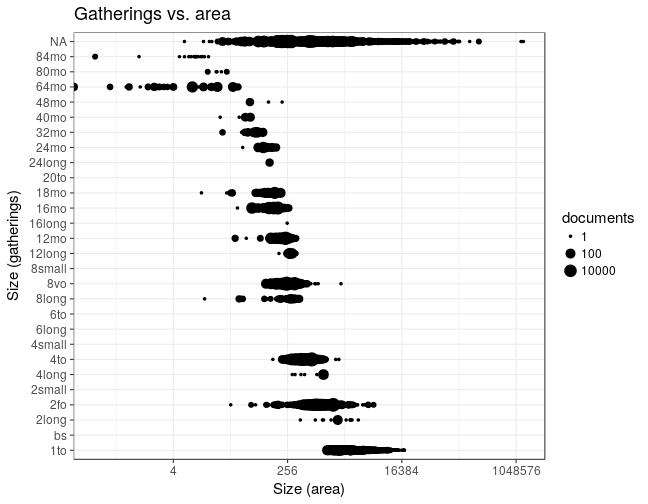 Gatherings vs. area
Size (gatherings)
NA
84mo
80mo
64mo
48mo
40mo
32mo
24mo
24long
20to
18mo
16mo
16long
12mo
12long
8small
8vo
8long
6to
6long
4small
4to
4long
2small
2fo
2long
bs
1to
4 256 16384 1048576
Size (area)
documents
1
100
10000